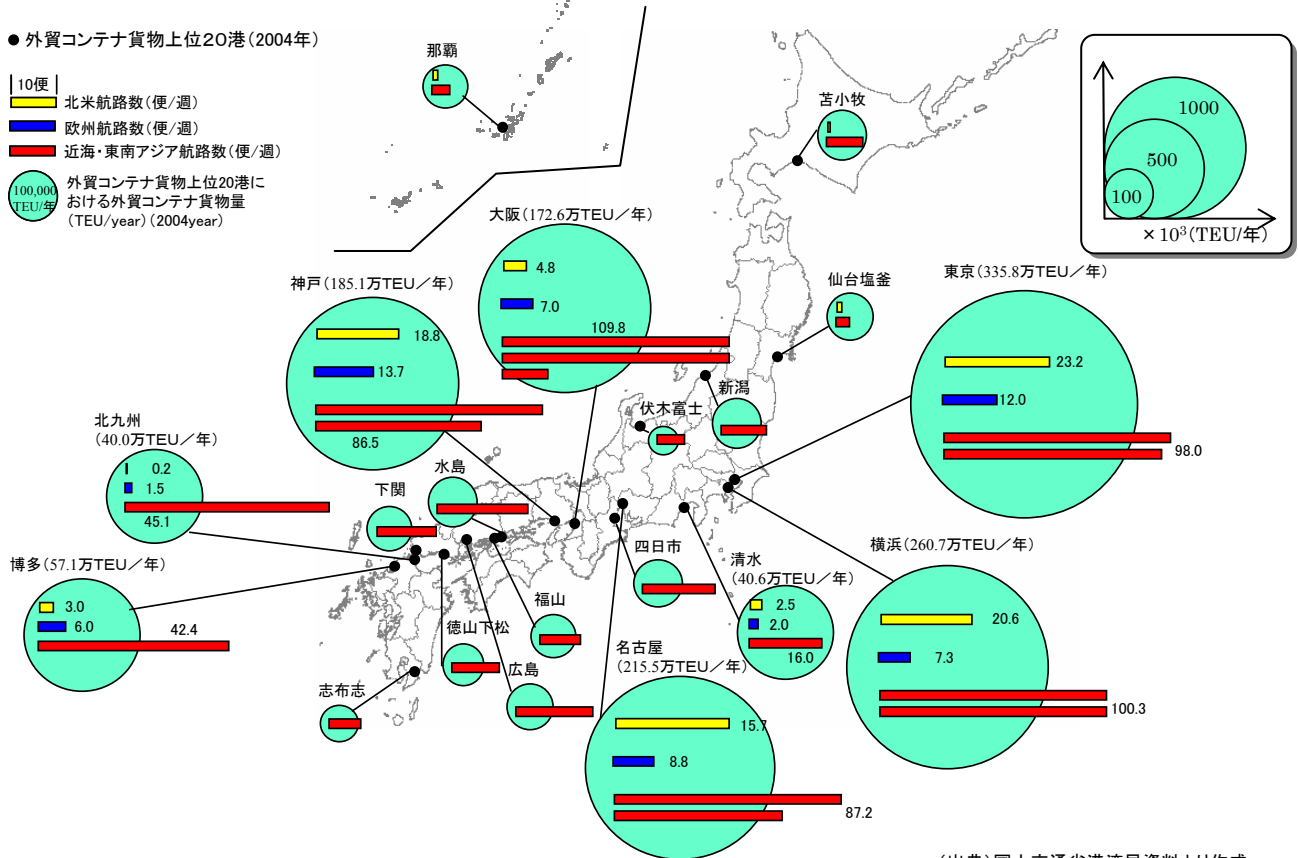 ● 外貿コンテナ貨物上位20港(2004年)
10便
北米航路数(便/週)
欧州航路数(便/週)
近海・東南アジア航路数(便/週)
100,000
TEU/年
外貿コンテナ貨物上位20港に
おける外貿コンテナ貨物量
(TEU/year)(2004year)
那覇
苫小牧
1000
500
100
×10³(TEU/年)
大阪(172.6万TEU/年)
4.8
7.0
109.8
神戸(185.1万TEU/年)
18.8
13.7
86.5
仙台塩釜
東京(335.8万TEU/年)
23.2
12.0
98.0
新潟
伏木富士
北九州
(40.0万TEU/年)
0.2
1.5
45.1
水島
下関
博多(57.1万TEU/年)
3.0
6.0
42.4
四日市
清水
(40.6万TEU/年)
2.5
2.0
16.0
横浜(260.7万TEU/年)
20.6
7.3
100.3
福山
徳山下松
広島
志布志
名古屋
(215.5万TEU/年)
15.7
8.8
87.2